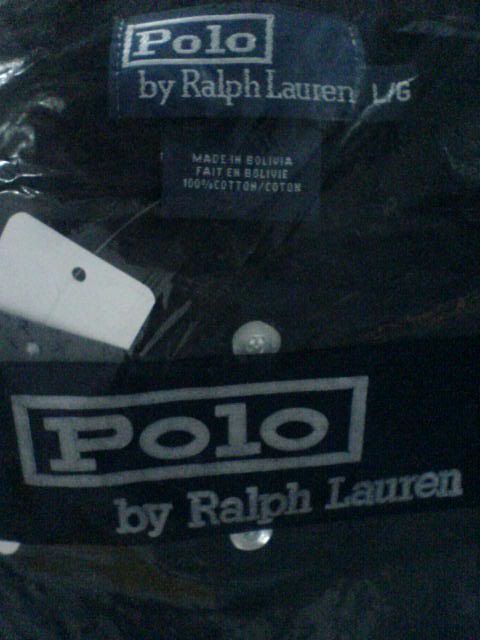 Polo
by Ralph Lauren L/G
MADE IN BOLIVIA
FAIT EN BOLIVIE
100% COTTON/COTON
Polo
by Ralph Lauren